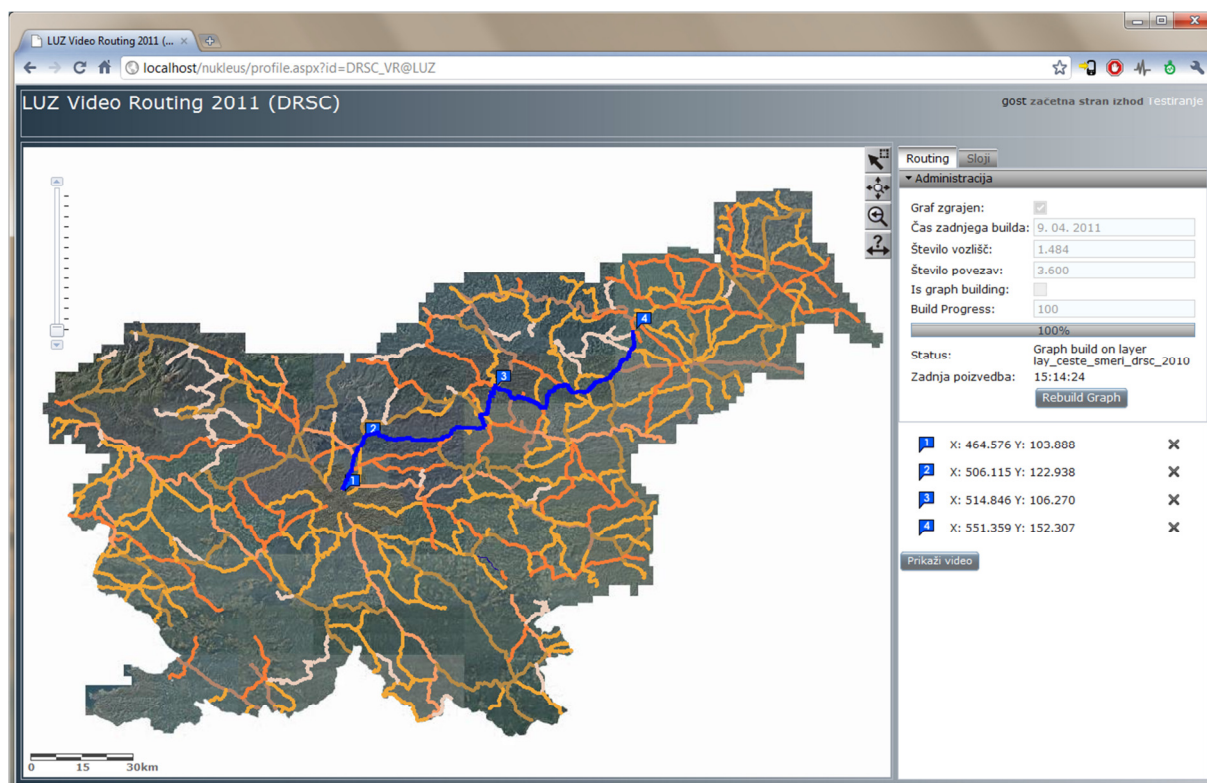 LUZ Video Routing 2011 (...
localhost/nukleus/profile.aspx?id=DRSC_VR@LUZ
LUZ Video Routing 2011 (DRSC)
gost začetna stran izhod Testiranje
Routing Sloji
Administracija
Graf zgrajen:
Čas zadnjega builda: 9. 04. 2011
Število vozlišč: 1.484
Število povezav: 3.600
Is graph building:
Build Progress: 100
100%
Status: Graph build on layer
lay_ceste_smeri_drsc_2010
Zadnja poizvedba: 15:14:24
Rebuild Graph
1 X: 464.576 Y: 103.888
2 X: 506.115 Y: 122.938
3 X: 514.846 Y: 106.270
4 X: 551.359 Y: 152.307
Prikaži video
4
3
2
1
?
0 15 30km